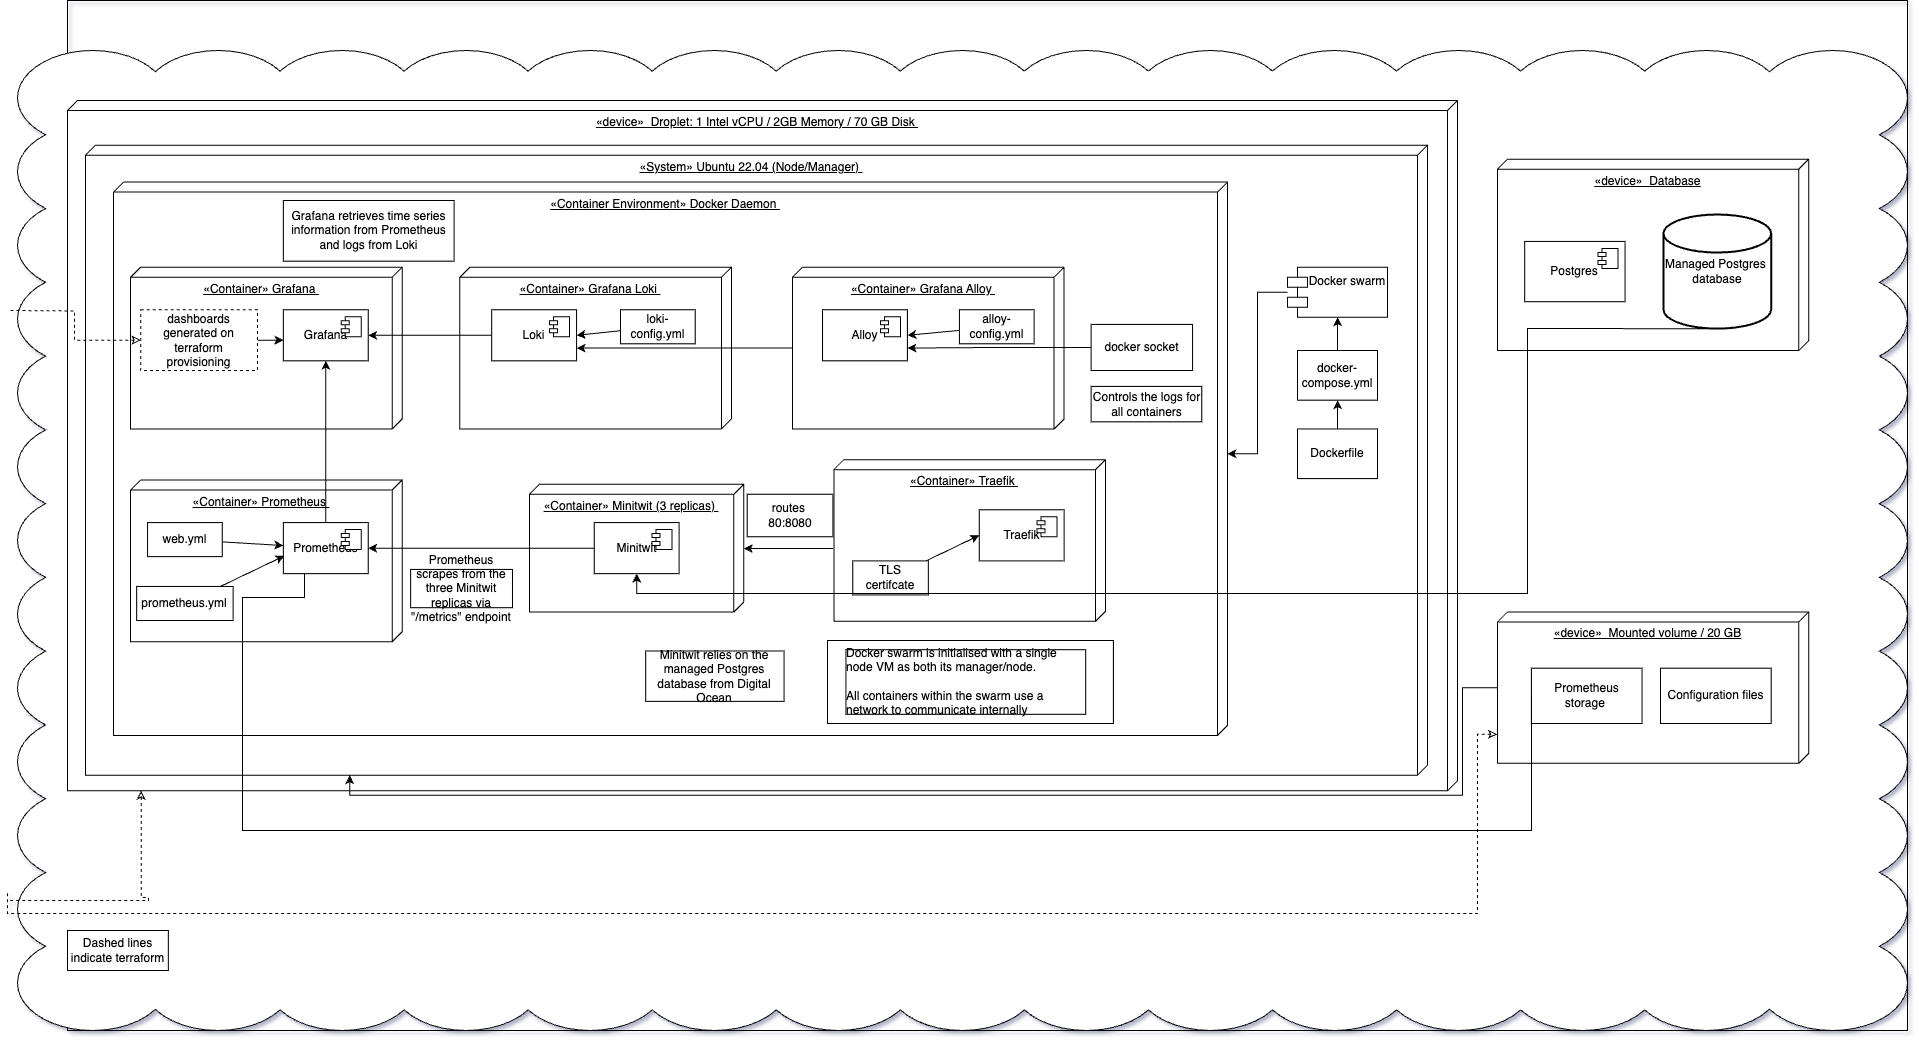 «device»  Droplet: 1 Intel vCPU / 2GB Memory / 70 GB Disk
«System» Ubuntu 22.04 (Node/Manager)
«Container Environment» Docker Daemon
Grafana retrieves time series
information from Prometheus
and logs from Loki
«Container» Grafana
dashboards
generated on
terraform
provisioning
Grafana
«Container» Grafana Loki
Loki
loki-
config.yml
«Container» Grafana Alloy
Alloy
alloy-
config.yml
docker socket
Controls the logs for
all containers
Docker swarm
docker-
compose.yml
Dockerfile
«device»  Database
Postgres
Managed Postgres
database
«Container» Prometheus
web.yml
Prometheus
prometheus.yml
Prometheus
scrapes from the
three Minitwit
replicas via
"/metrics" endpoint
«Container» Minitwit (3 replicas)
Minitwit
routes
80:8080
«Container» Traefik
Traefik
TLS
certifcate
Minitwit relies on the
managed Postgres
database from Digital
Ocean
Docker swarm is initialised with a single
node VM as both its manager/node.
All containers within the swarm use a
network to communicate internally
«device»  Mounted volume / 20 GB
Prometheus
storage
Configuration files
Dashed lines
indicate terraform